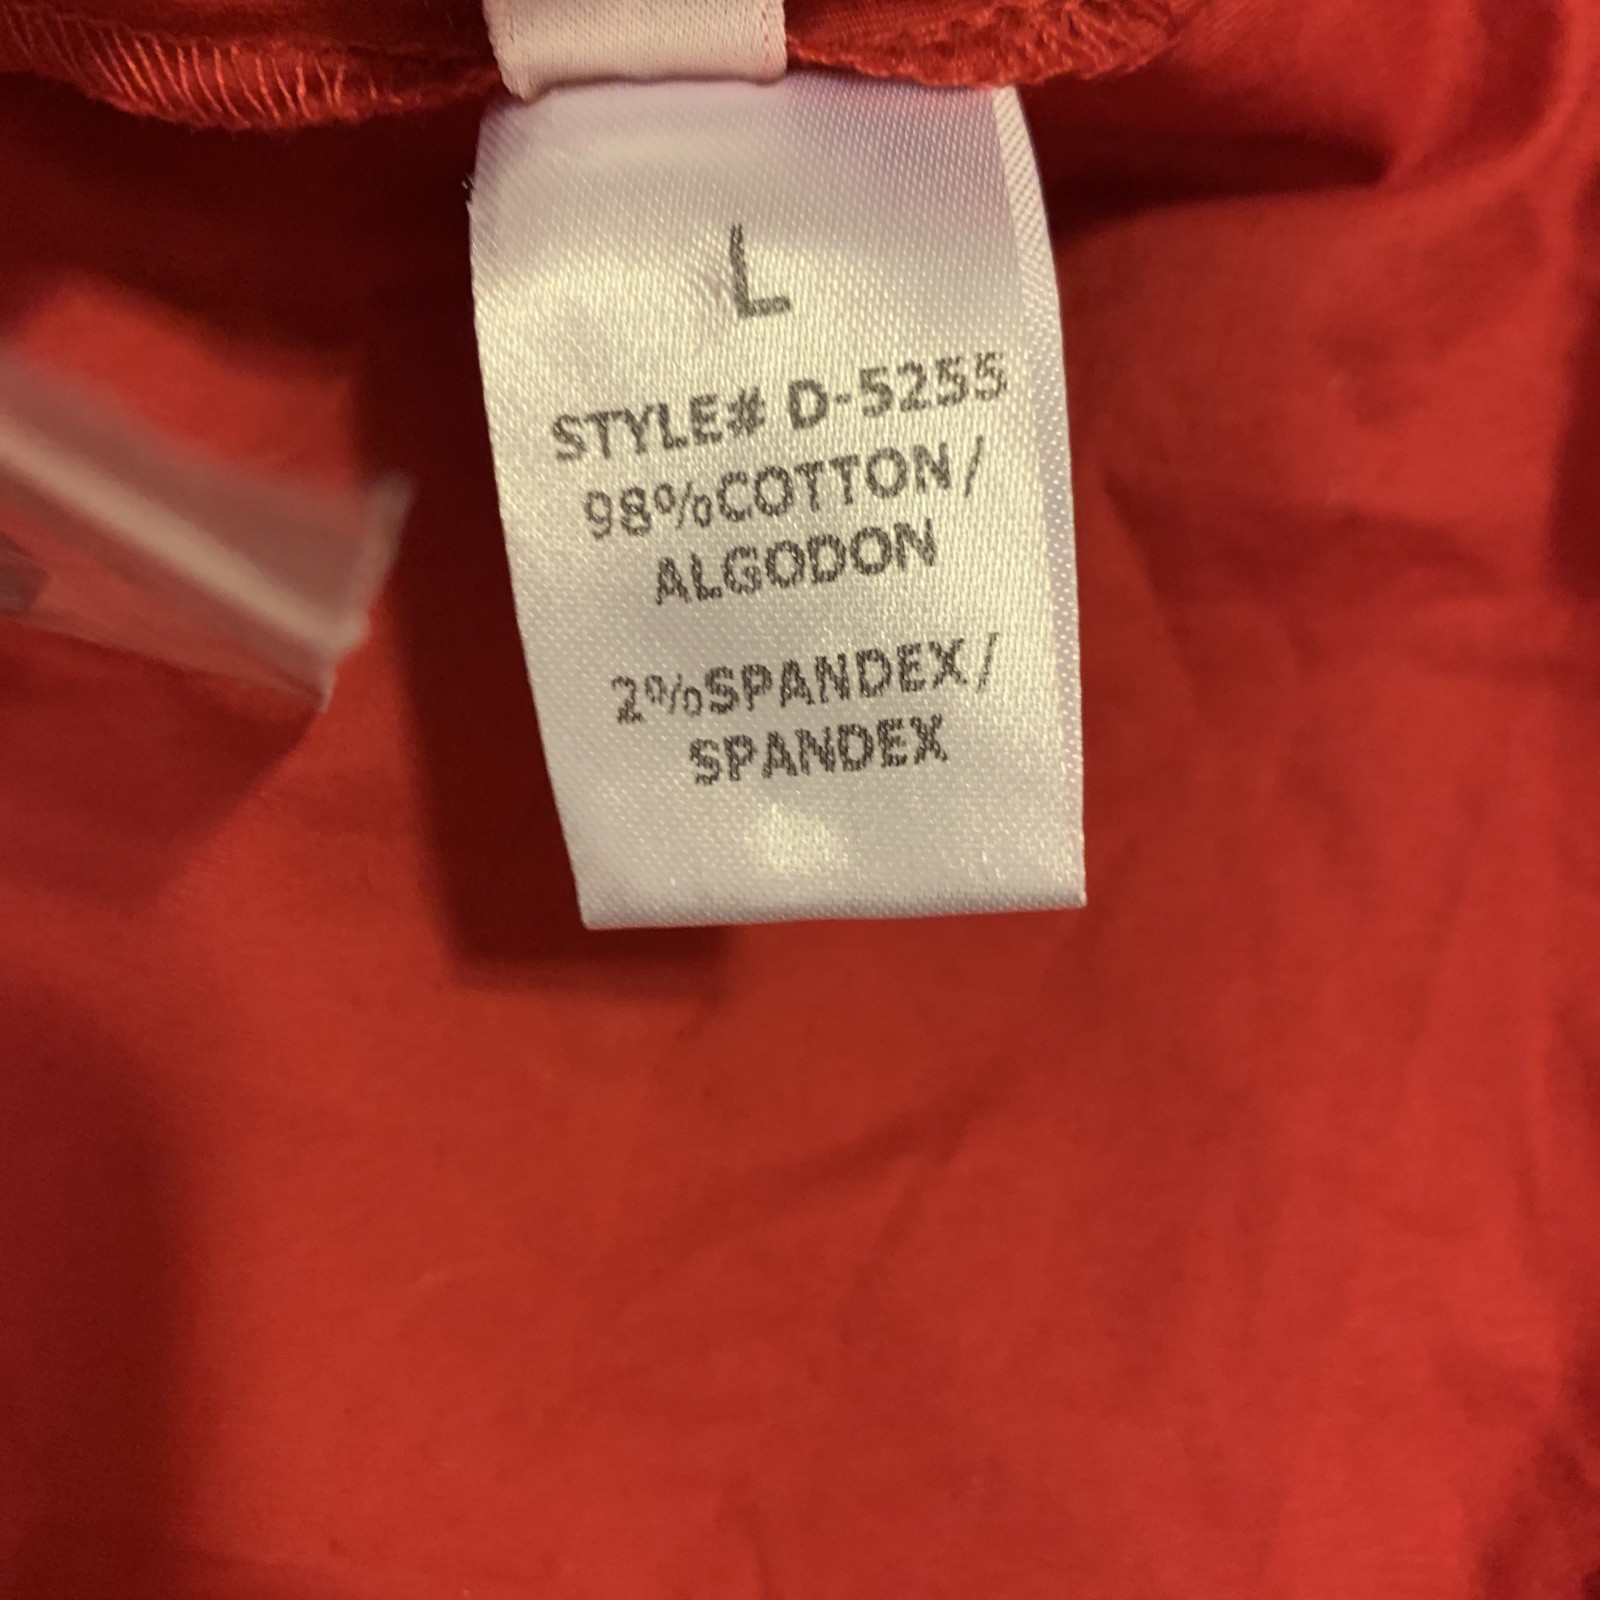 L
STYLE# D-5255
98%COTTON/
ALGODON
2%SPANDEX/
SPANDEX